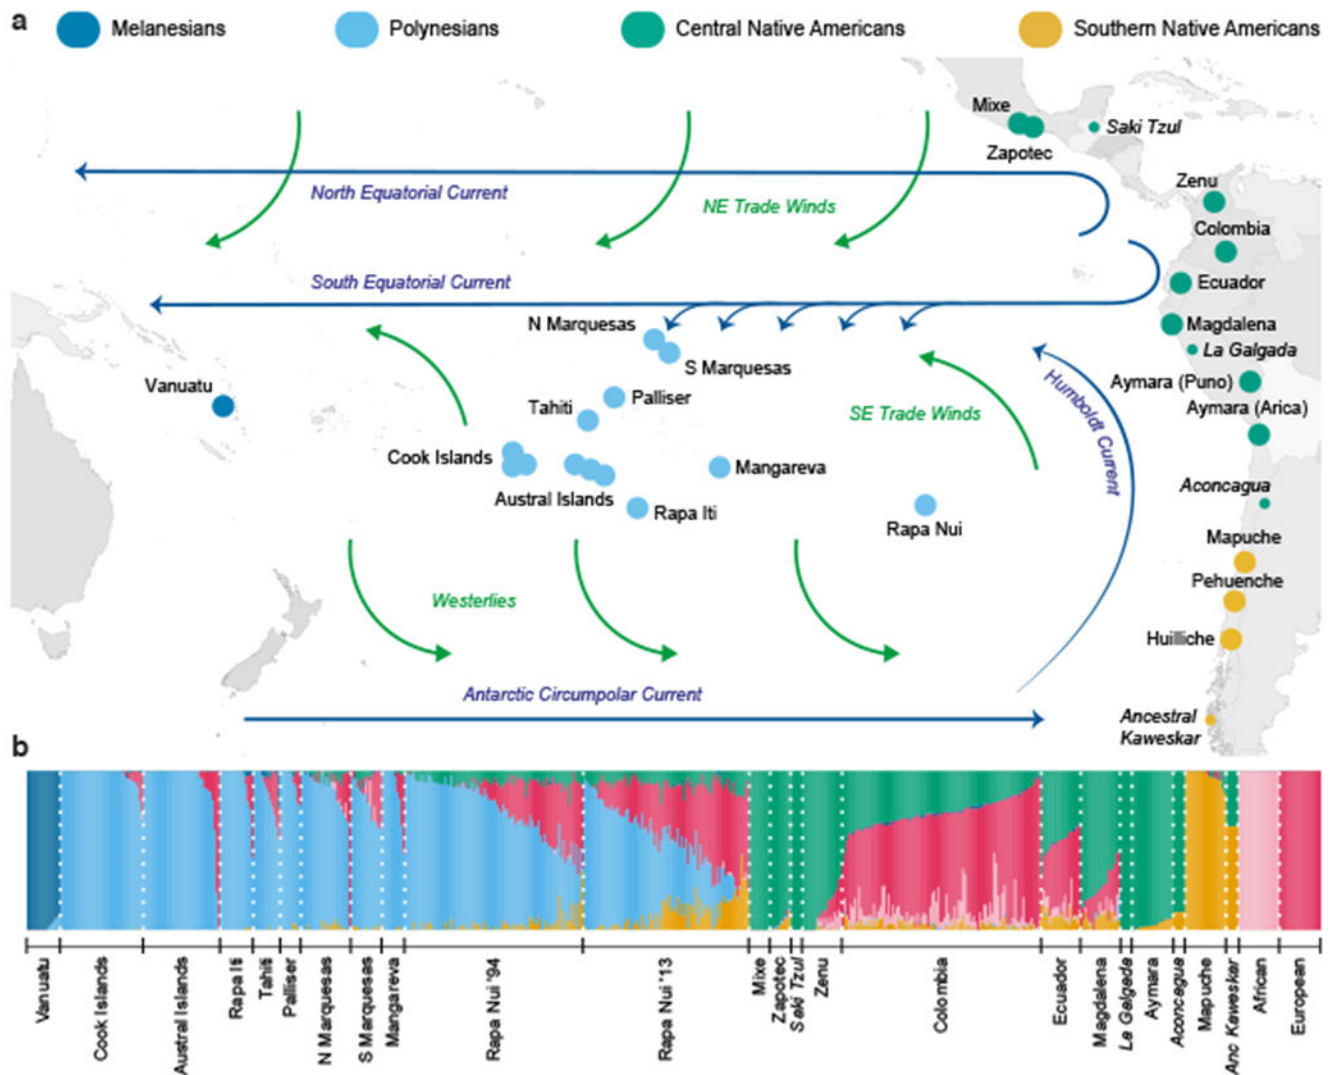 a
Melanesians
Polynesians
Central Native Americans
Southern Native Americans
Mixe
Saki Tzul
Zapotec
Zenu
North Equatorial Current
NE Trade Winds
Colombia
South Equatorial Current
Ecuador
N Marquesas
Magdalena
La Galgada
S Marquesas
Vanuatu
Aymara (Puno)
Palliser
Tahiti
SE Trade Winds
Humboldt Current
Aymara (Arica)
Cook Islands
Mangareva
Aconcagua
Austral Islands
Rapa Iti
Rapa Nui
Mapuche
Pehuenche
Westerlies
Huilliche
Antarctic Circumpolar Current
Ancestral
Kaweskar
b
Vanuatu
Cook Islands
Austral Islands
Rapa Iti
Tahiti
Palliser
N Marquesas
S Marquesas
Mangareva
Rapa Nui '94
Rapa Nui '13
Mixe
Zapotec
Saki Tzul
Zenu
Colombia
Ecuador
Magdalena
La Galgada
Aymara
Aconcagua
Mapuche
Anc Kaweskar
African
European